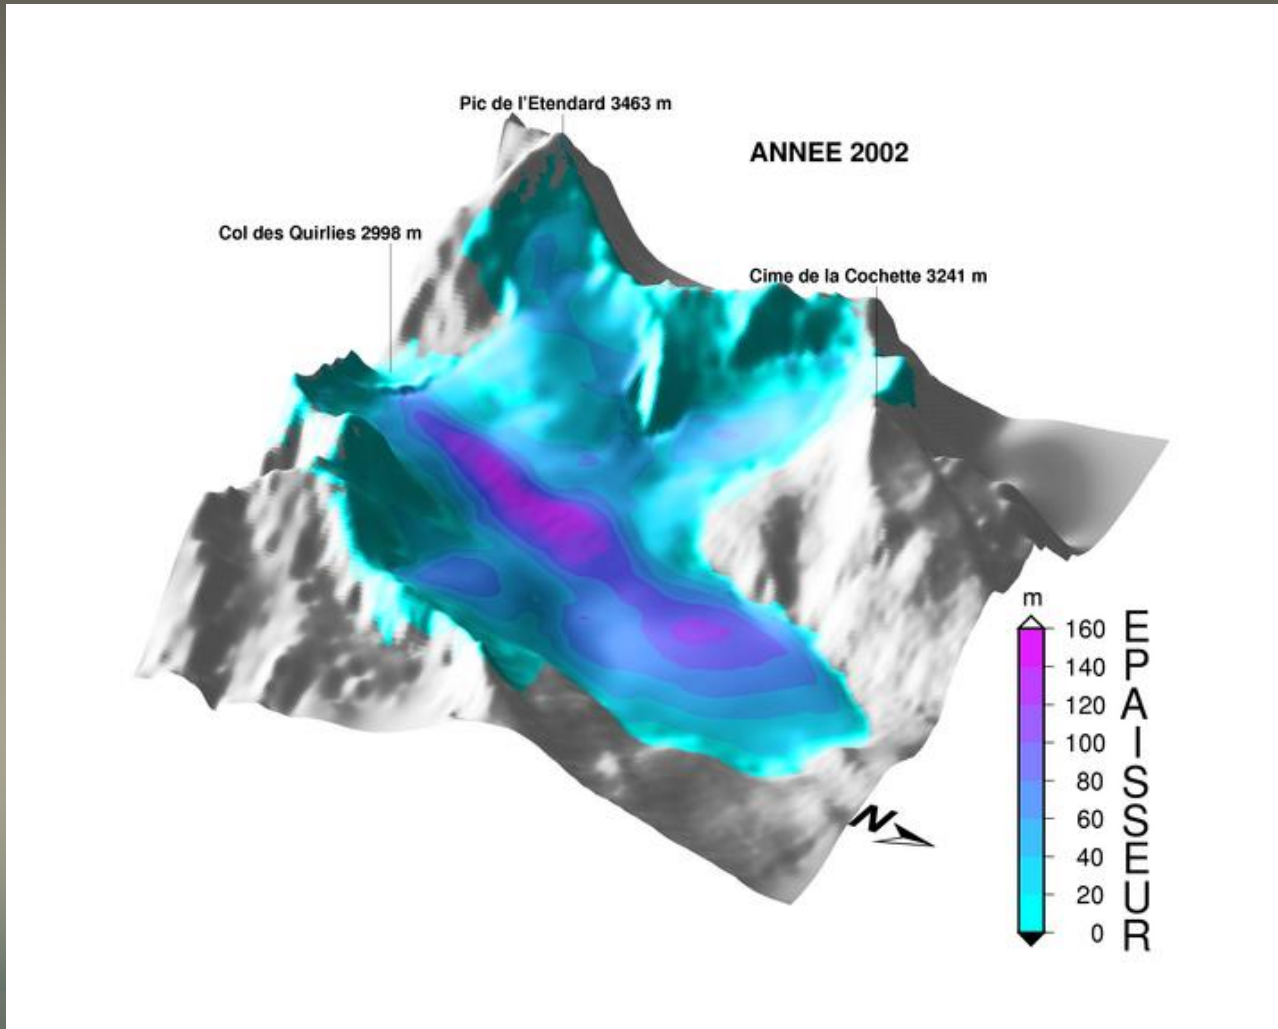 Pic de l'Etendard 3463 m
ANNEE 2002
Col des Quirlies 2998 m
Cime de la Cochette 3241 m
m
160
140
120
100
80
60
40
20
0
EPAISSEUR
N